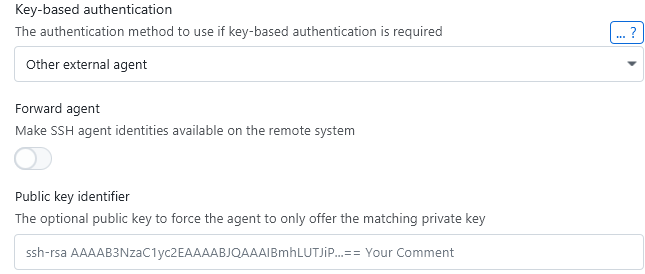 Key-based authentication
The authentication method to use if key-based authentication is required
... ?
Other external agent
Forward agent
Make SSH agent identities available on the remote system
Public key identifier
The optional public key to force the agent to only offer the matching private key
ssh-rsa AAAAB3NzaC1yc2EAAAABJQAAAIBmhLUTJiP...== Your Comment